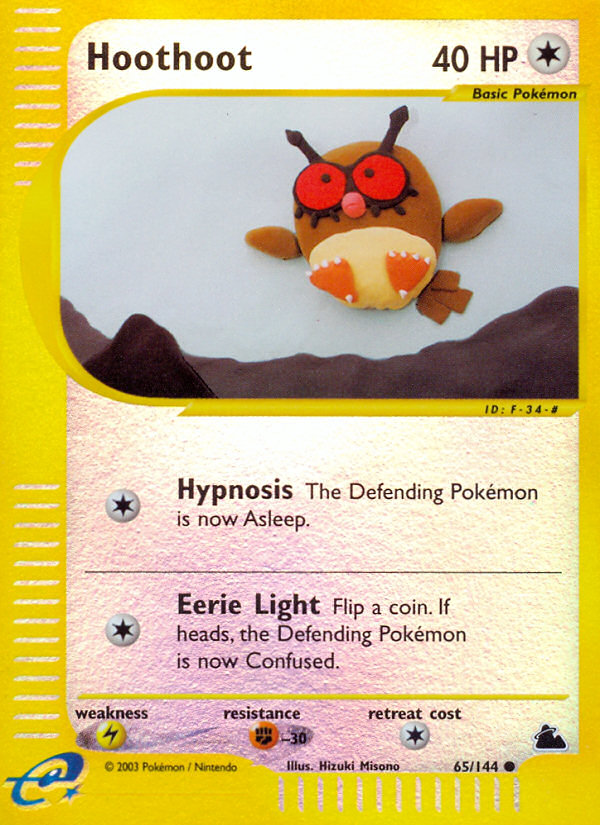 Hoothoot 40 HP
Basic Pokémon
ID: F-34-#
Hypnosis The Defending Pokémon
is now Asleep.
Eerie Light Flip a coin. If
heads, the Defending Pokémon
is now Confused.
weakness resistance retreat cost
-30
© 2003 Pokémon / Nintendo Illus. Hizuki Misono 65/144
e